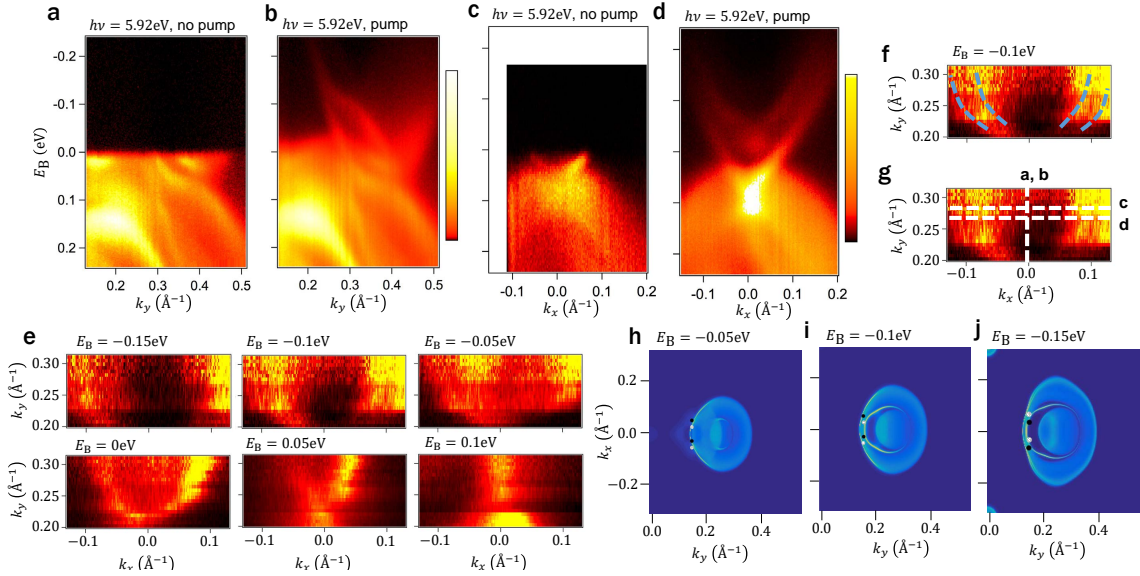 a
hν = 5.92eV, no pump
E_B (eV)
-0.2
-0.1
0.0
0.1
0.2
0.2 0.3 0.4 0.5
k_y (Å⁻¹)
b
hν = 5.92eV, pump
0.2 0.3 0.4 0.5
k_y (Å⁻¹)
c
hν = 5.92eV, no pump
-0.1 0.0 0.1 0.2
k_x (Å⁻¹)
d
hν = 5.92eV, pump
-0.1 0.0 0.1 0.2
k_x (Å⁻¹)
e
E_B = −0.15eV
E_B = −0.1eV
E_B = −0.05eV
k_y (Å⁻¹)
0.30
0.25
0.20
E_B = 0eV
E_B = 0.05eV
E_B = 0.1eV
k_y (Å⁻¹)
0.30
0.25
0.20
−0.1 0.0 0.1
−0.1 0.0 0.1
−0.1 0.0 0.1
k_x (Å⁻¹)
k_x (Å⁻¹)
k_x (Å⁻¹)
f
E_B = −0.1eV
k_y (Å⁻¹)
0.30
0.25
0.20
g
a, b
c
d
k_y (Å⁻¹)
0.30
0.25
0.20
−0.1 0.0 0.1
k_x (Å⁻¹)
h
E_B = −0.05eV
k_x (Å⁻¹)
0.2
0.0
−0.2
0.0 0.2 0.4
k_y (Å⁻¹)
i
E_B = −0.1eV
0.0 0.2 0.4
k_y (Å⁻¹)
j
E_B = −0.15eV
0.0 0.2 0.4
k_y (Å⁻¹)